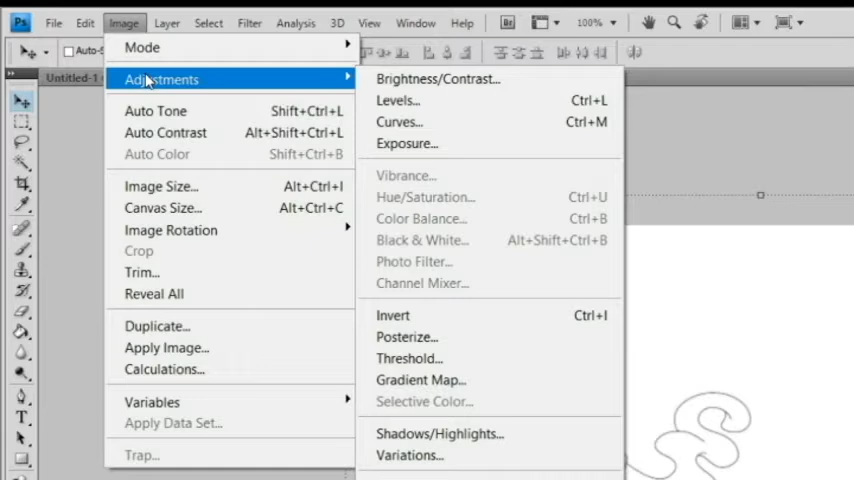 Ps File Edit Image Layer Select Filter Analysis 3D View Window Help Br 100%
Mode
Untitled-1
Adjustments
Auto Tone Shift+Ctrl+L
Auto Contrast Alt+Shift+Ctrl+L
Auto Color Shift+Ctrl+B
Image Size... Alt+Ctrl+I
Canvas Size... Alt+Ctrl+C
Image Rotation
Crop
Trim...
Reveal All
Duplicate...
Apply Image...
Calculations...
Variables
Apply Data Set...
Trap...
Brightness/Contrast...
Levels... Ctrl+L
Curves... Ctrl+M
Exposure...
Vibrance...
Hue/Saturation... Ctrl+U
Color Balance... Ctrl+B
Black & White... Alt+Shift+Ctrl+B
Photo Filter...
Channel Mixer...
Invert Ctrl+I
Posterize...
Threshold...
Gradient Map...
Selective Color...
Shadows/Highlights...
Variations...
T